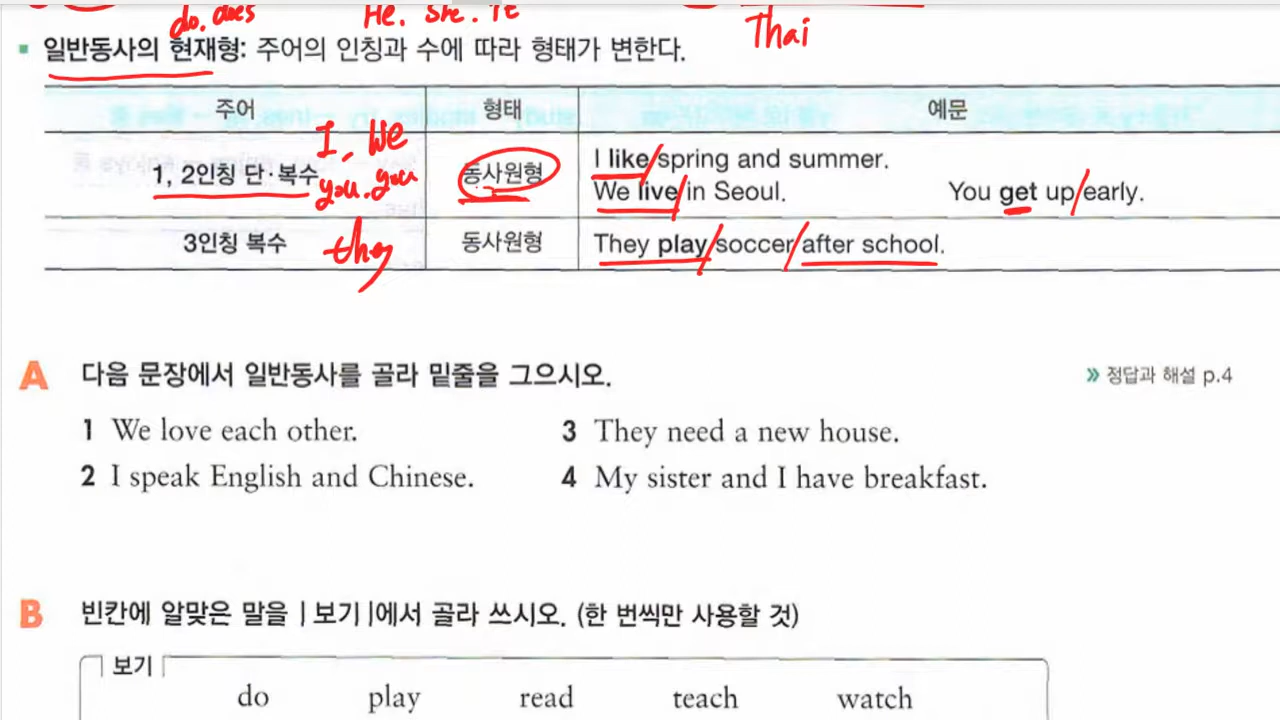 do. does He. She. It
Thai
일반동사의 현재형: 주어의 인칭과 수에 따라 형태가 변한다.
주어 형태 예문
I. We
1, 2인칭 단·복수 동사원형 I like/spring and summer.
you. you We live/in Seoul. You get up/early.
3인칭 복수 they 동사원형 They play/soccer/after school.
A 다음 문장에서 일반동사를 골라 밑줄을 그으시오. » 정답과 해설 p.4
1 We love each other. 3 They need a new house.
2 I speak English and Chinese. 4 My sister and I have breakfast.
B 빈칸에 알맞은 말을 |보기|에서 골라 쓰시오. (한 번씩만 사용할 것)
보기
do play read teach watch